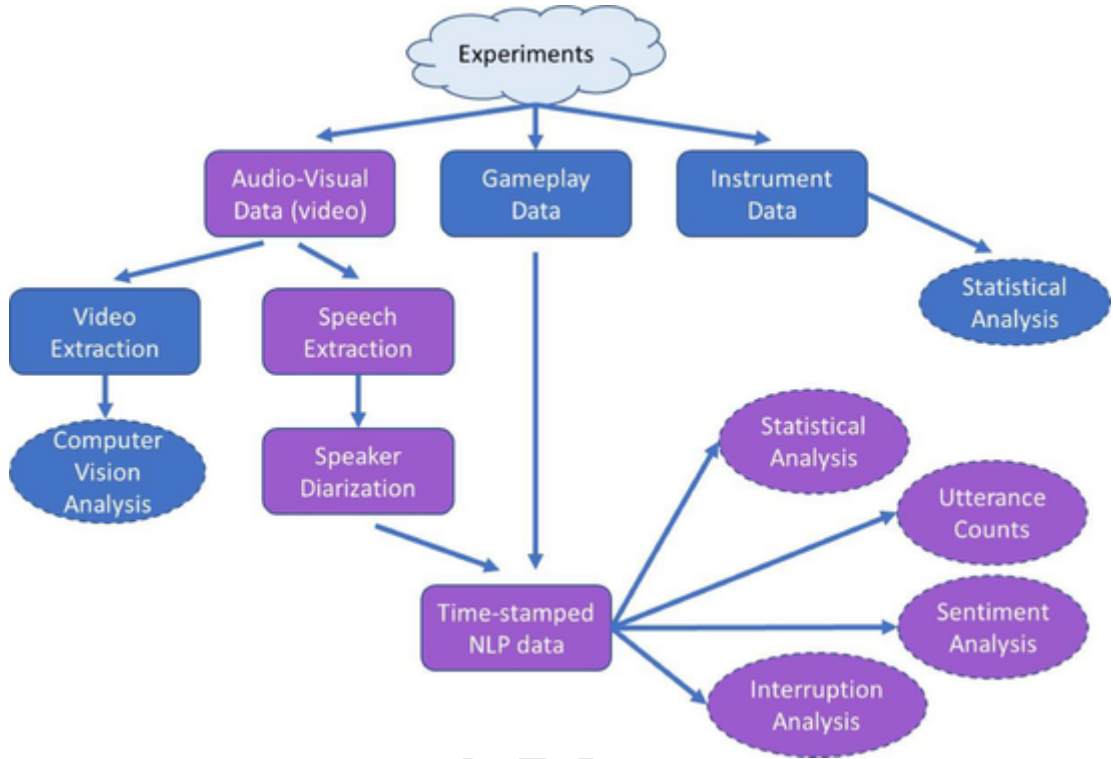 Experiments
Audio-Visual
Data (video)
Gameplay
Data
Instrument
Data
Video
Extraction
Speech
Extraction
Statistical
Analysis
Computer
Vision
Analysis
Speaker
Diarization
Statistical
Analysis
Utterance
Counts
Time-stamped
NLP data
Sentiment
Analysis
Interruption
Analysis